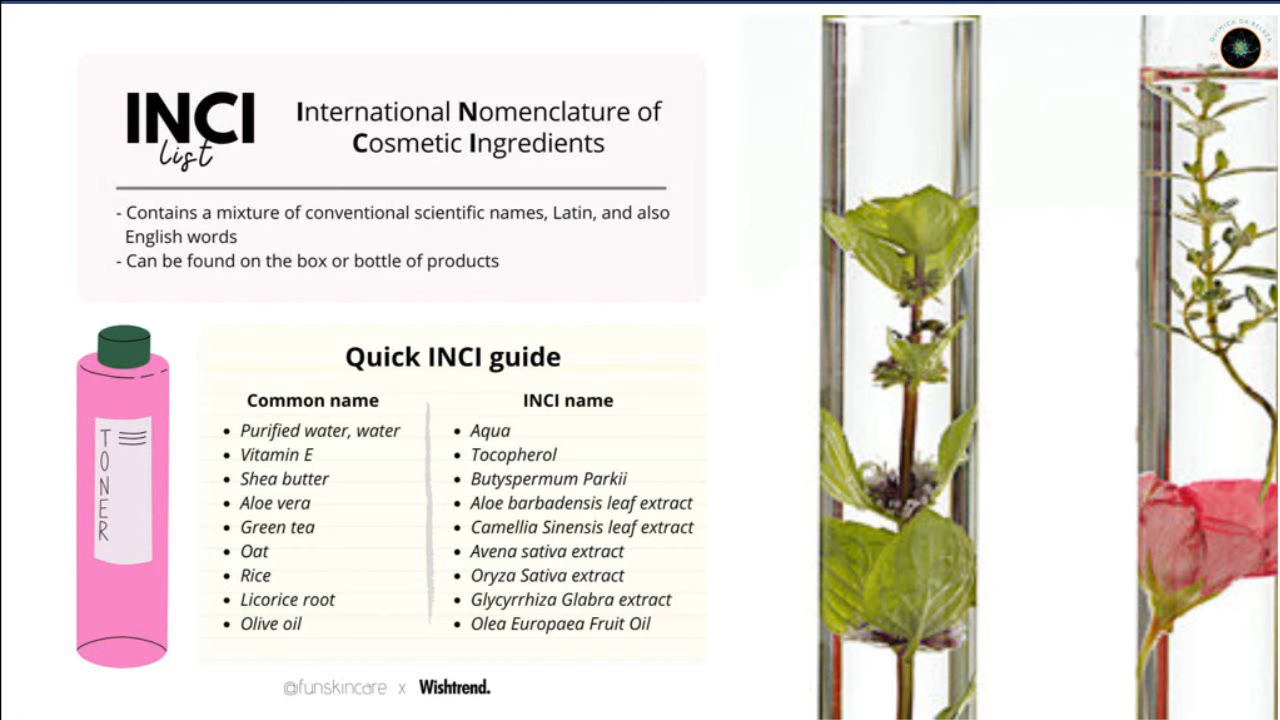 INCI
list
International Nomenclature of
Cosmetic Ingredients
- Contains a mixture of conventional scientific names, Latin, and also
English words
- Can be found on the box or bottle of products
TONER
Quick INCI guide
Common name
INCI name
• Purified water, water
• Aqua
• Vitamin E
• Tocopherol
• Shea butter
• Butyspermum Parkii
• Aloe vera
• Aloe barbadensis leaf extract
• Green tea
• Camellia Sinensis leaf extract
• Oat
• Avena sativa extract
• Rice
• Oryza Sativa extract
• Licorice root
• Glycyrrhiza Glabra extract
• Olive oil
• Olea Europaea Fruit Oil
@funskincare x Wishtrend.
QUÍMICA DA BELEZA